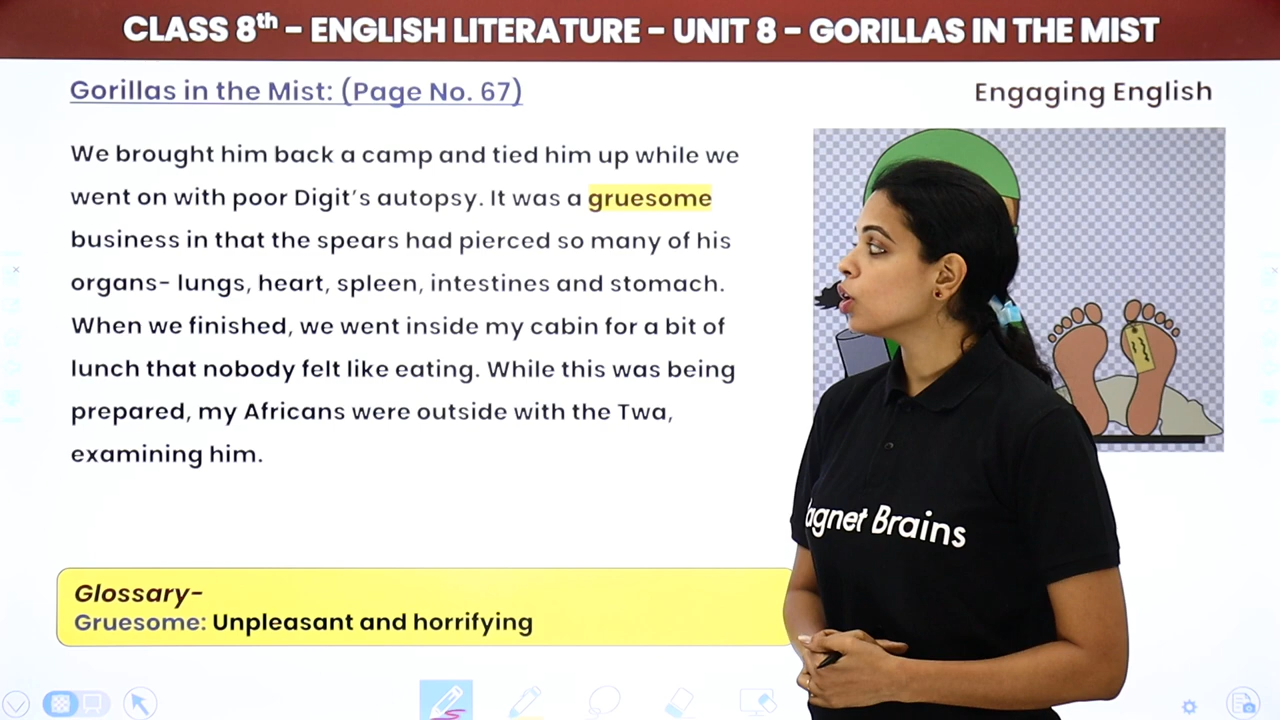 CLASS 8th – ENGLISH LITERATURE – UNIT 8 – GORILLAS IN THE MIST
Gorillas in the Mist: (Page No. 67)
Engaging English
We brought him back a camp and tied him up while we
went on with poor Digit's autopsy. It was a gruesome
business in that the spears had pierced so many of his
organs- lungs, heart, spleen, intestines and stomach.
When we finished, we went inside my cabin for a bit of
lunch that nobody felt like eating. While this was being
prepared, my Africans were outside with the Twa,
examining him.
agnet Brains
Glossary-
Gruesome: Unpleasant and horrifying